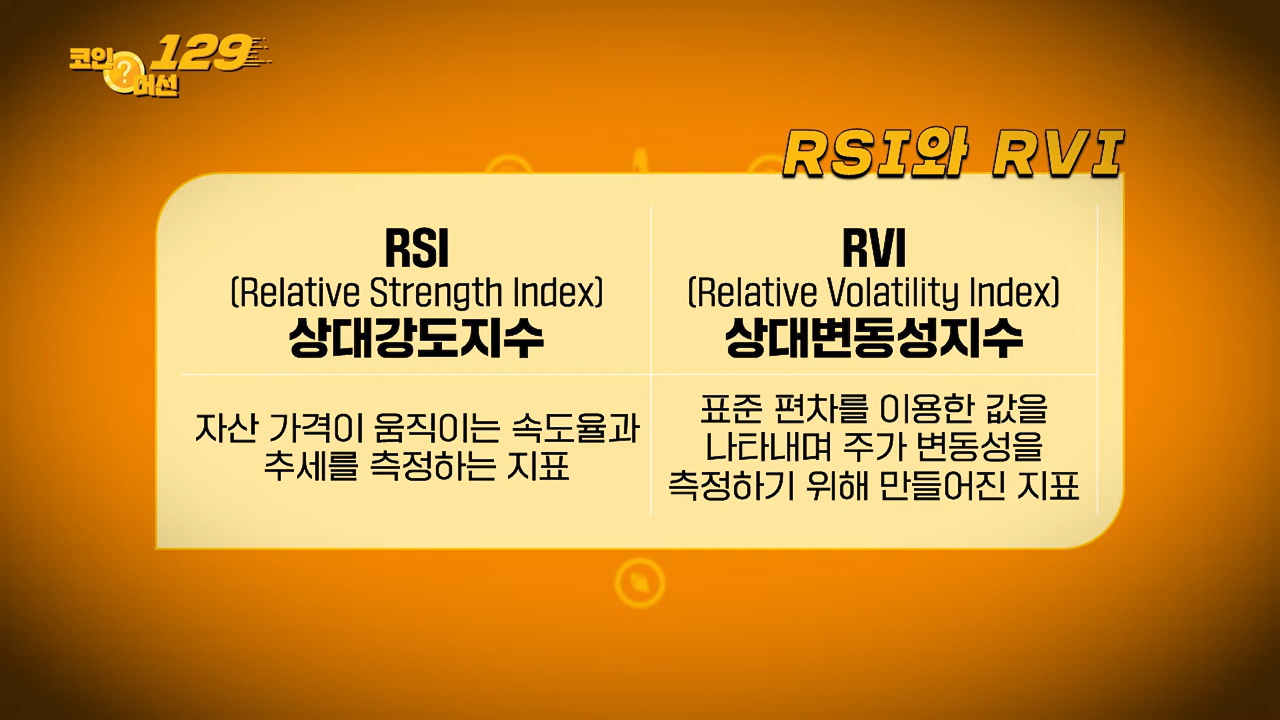 코인
머선
129
RSI와 RVI
RSI
(Relative Strength Index)
상대강도지수
자산 가격이 움직이는 속도율과
추세를 측정하는 지표
RVI
(Relative Volatility Index)
상대변동성지수
표준 편차를 이용한 값을
나타내며 주가 변동성을
측정하기 위해 만들어진 지표